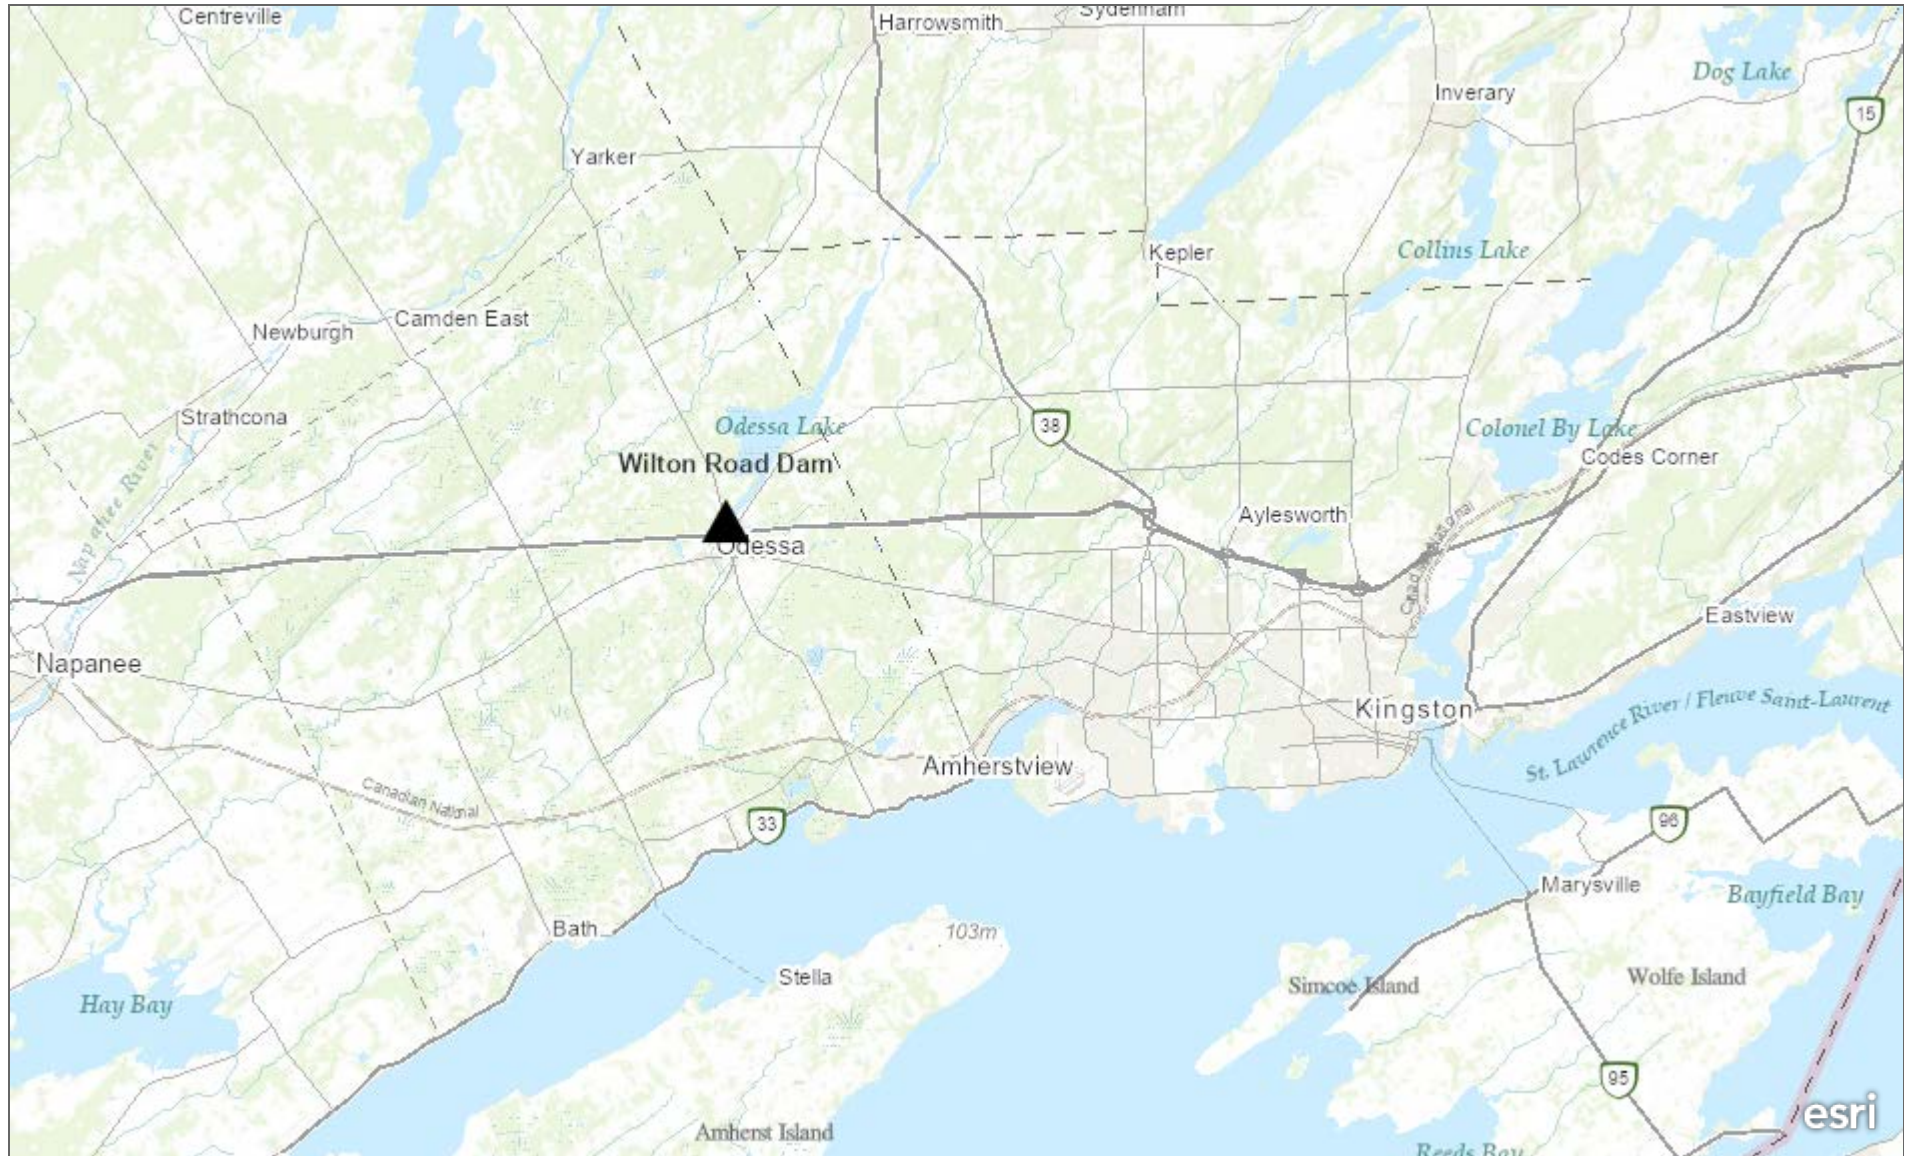 Centreville
Harrowsmith
Sydenham
Dog Lake
Inverary
15
Yarker
Kepler
Collins Lake
Newburgh
Camden East
Strathcona
Odessa Lake
38
Colonel By Lake
Codes Corner
Wilton Road Dam
Napanee River
Aylesworth
Odessa
Canadian National
Eastview
Napanee
Kingston
St. Lawrence River / Fleuve Saint-Laurent
Amherstview
Canadian National
33
96
Marysville
Bayfield Bay
Bath
103m
Stella
Simcoe Island
Wolfe Island
Hay Bay
95
esri
Amherst Island
Reeds Bay